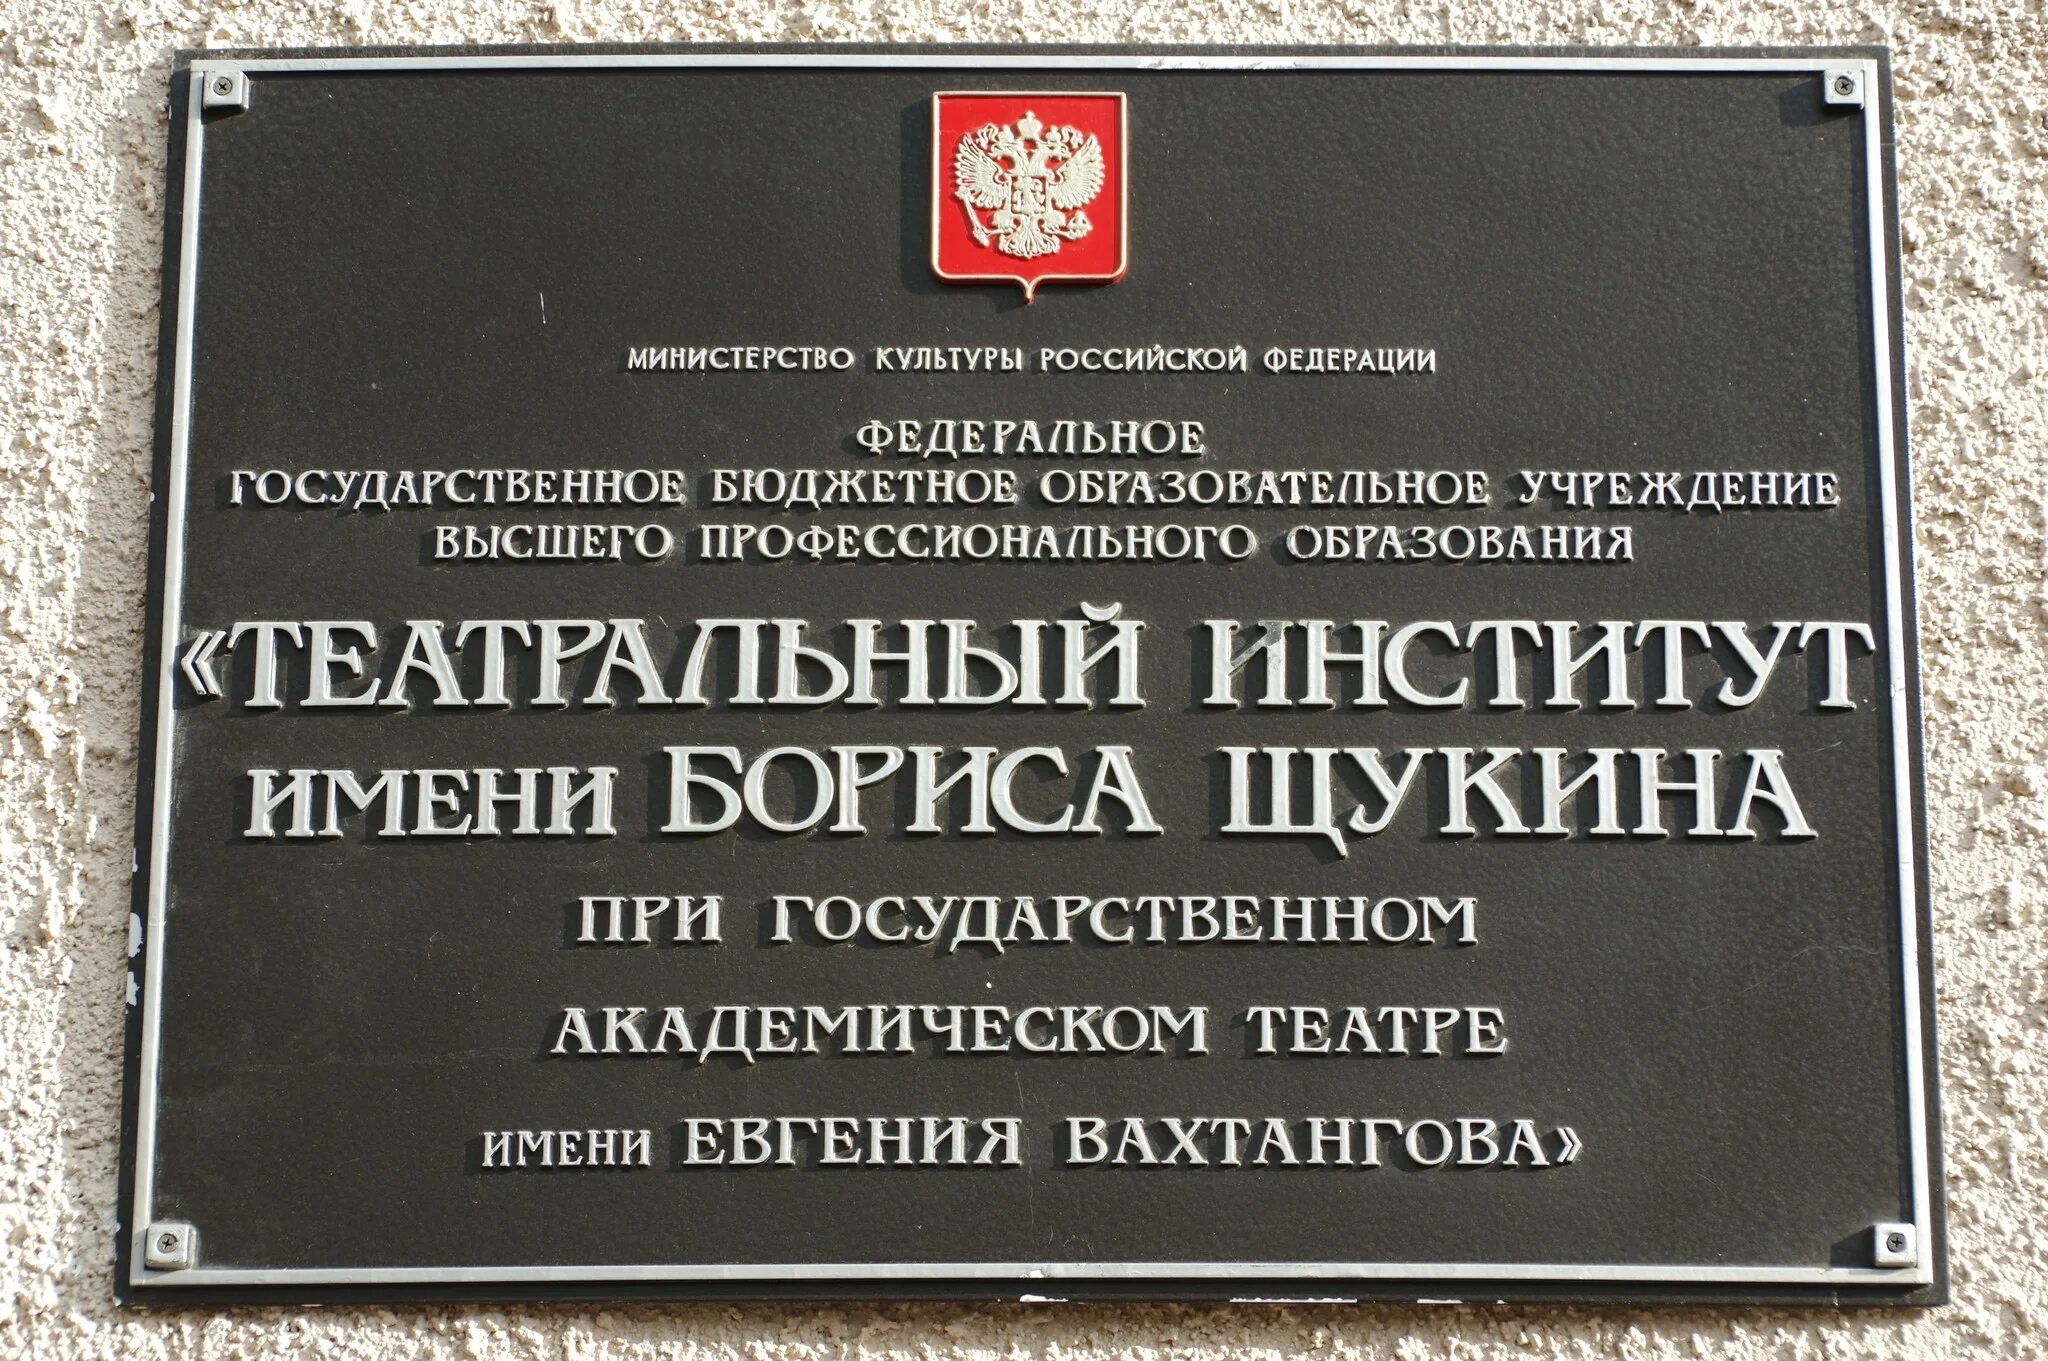 МИНИСТЕРСТВО КУЛЬТУРЫ РОССИЙСКОЙ ФЕДЕРАЦИИ
ФЕДЕРАЛЬНОЕ
ГОСУДАРСТВЕННОЕ БЮДЖЕТНОЕ ОБРАЗОВАТЕЛЬНОЕ УЧРЕЖДЕНИЕ
ВЫСШЕГО ПРОФЕССИОНАЛЬНОГО ОБРАЗОВАНИЯ
«ТЕАТРАЛЬНЫЙ ИНСТИТУТ
ИМЕНИ БОРИСА ЩУКИНА
ПРИ ГОСУДАРСТВЕННОМ
АКАДЕМИЧЕСКОМ ТЕАТРЕ
ИМЕНИ ЕВГЕНИЯ ВАХТАНГОВА»